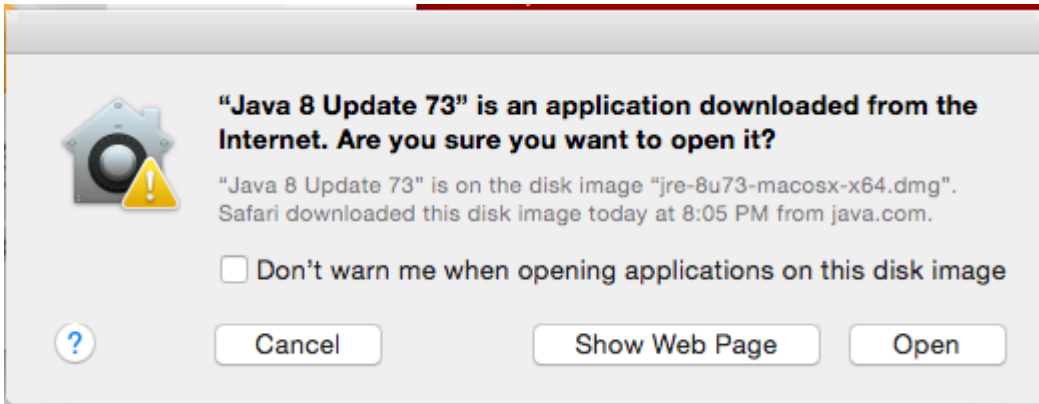 “Java 8 Update 73” is an application downloaded from the
Internet. Are you sure you want to open it?
“Java 8 Update 73” is on the disk image “jre-8u73-macosx-x64.dmg”.
Safari downloaded this disk image today at 8:05 PM from java.com.
Don’t warn me when opening applications on this disk image
? Cancel Show Web Page Open